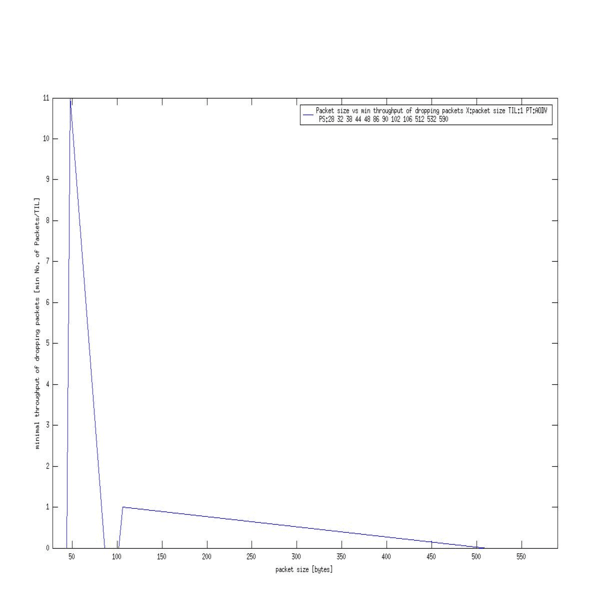 Packet size vs min throughput of dropping packets X:packet size TIL:1 PT:AODV
PS:28 32 38 44 48 86 90 102 106 512 532 590
11
10
9
8
7
6
5
4
3
2
1
0
minimal throughput of dropping packets [min No. of Packets/TIL]
50 100 150 200 250 300 350 400 450 500 550
packet size [bytes]